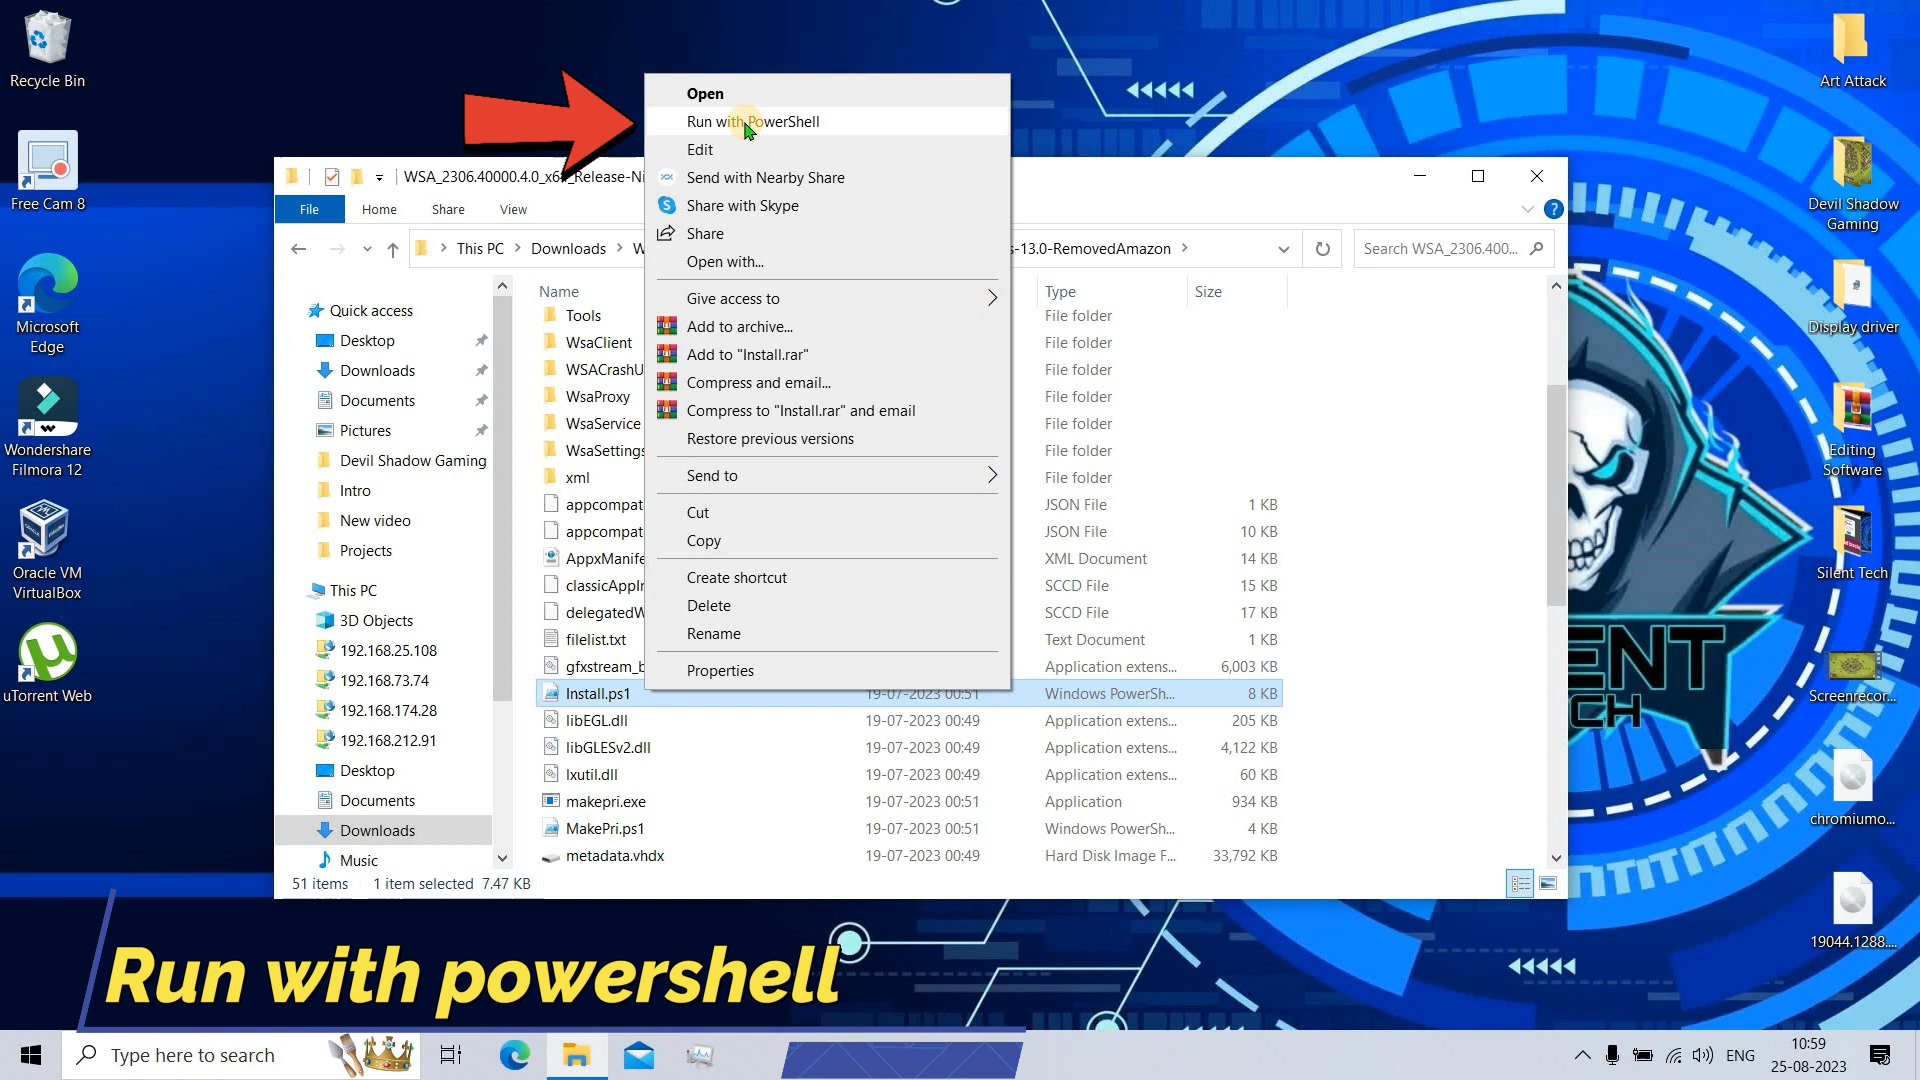 Recycle Bin
Free Cam 8
Microsoft
Edge
Wondershare
Filmora 12
Oracle VM
VirtualBox
uTorrent Web
Art Attack
Devil Shadow
Gaming
Display driver
Editing
Software
Silent Tech
Screenrecor...
chromiumo...
19044.1288....
WSA_2306.40000.4.0_x64_Release-Ni
File
Home
Share
View
This PC
Downloads
W
s-13.0-RemovedAmazon
Search WSA_2306.400...
Quick access
Desktop
Downloads
Documents
Pictures
Devil Shadow Gaming
Intro
New video
Projects
This PC
3D Objects
192.168.25.108
192.168.73.74
192.168.174.28
192.168.212.91
Desktop
Documents
Downloads
Music
Name Type Size
Tools File folder
WsaClient File folder
WSACrashU File folder
WsaProxy File folder
WsaService File folder
WsaSettings File folder
xml File folder
appcompat JSON File 1 KB
appcompat JSON File 10 KB
AppxManife XML Document 14 KB
classicAppIn SCCD File 15 KB
delegatedW SCCD File 17 KB
filelist.txt Text Document 1 KB
gfxstream_b Application extens... 6,003 KB
Install.ps1 19-07-2023 00:51 Windows PowerSh... 8 KB
libEGL.dll 19-07-2023 00:49 Application extens... 205 KB
libGLESv2.dll 19-07-2023 00:49 Application extens... 4,122 KB
lxutil.dll 19-07-2023 00:49 Application extens... 60 KB
makepri.exe 19-07-2023 00:51 Application 934 KB
MakePri.ps1 19-07-2023 00:51 Windows PowerSh... 4 KB
metadata.vhdx 19-07-2023 00:49 Hard Disk Image F... 33,792 KB
51 items 1 item selected 7.47 KB
Open
Run with PowerShell
Edit
Send with Nearby Share
Share with Skype
Share
Open with...
Give access to
Add to archive...
Add to "Install.rar"
Compress and email...
Compress to "Install.rar" and email
Restore previous versions
Send to
Cut
Copy
Create shortcut
Delete
Rename
Properties
ENT
CH
Run with powershell
Type here to search
ENG
10:59
25-08-2023